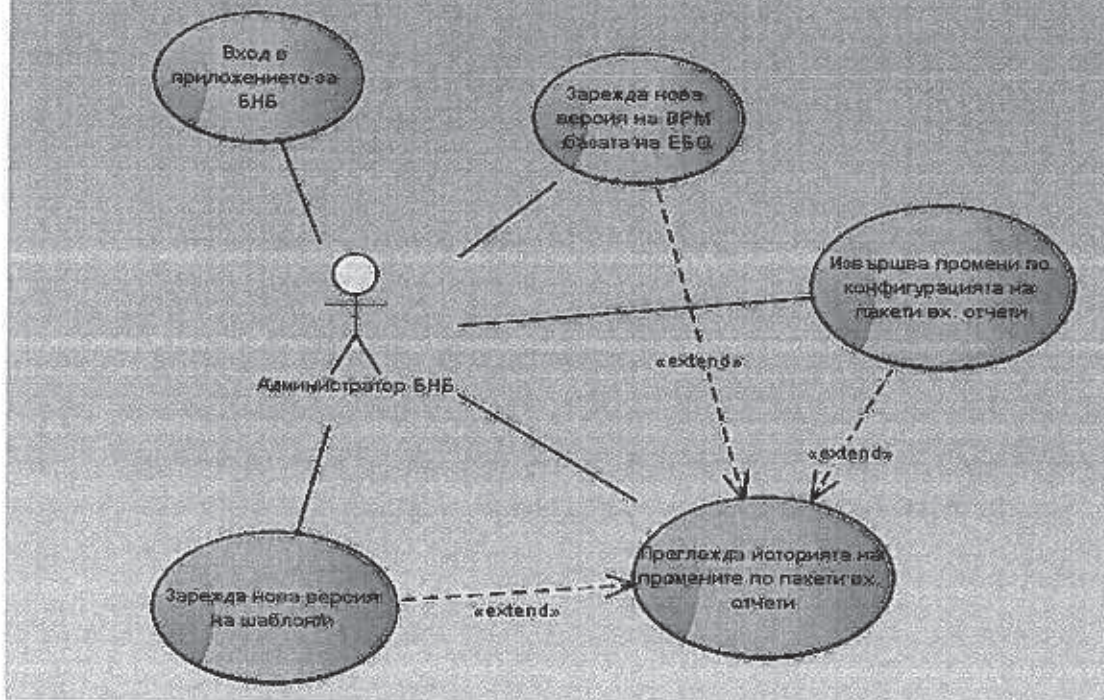 Вход в
приложението за
БНБ
Зарежда нова
версия на DPM
базата на ЕБО
Извършва промени по
конфигурацията на
пакети вх. отчети
«extend»
Администратор БНБ
«extend»
Преглежда историята на
промените по пакети вх.
отчети
Зарежда нова версия
на шаблони
«extend»